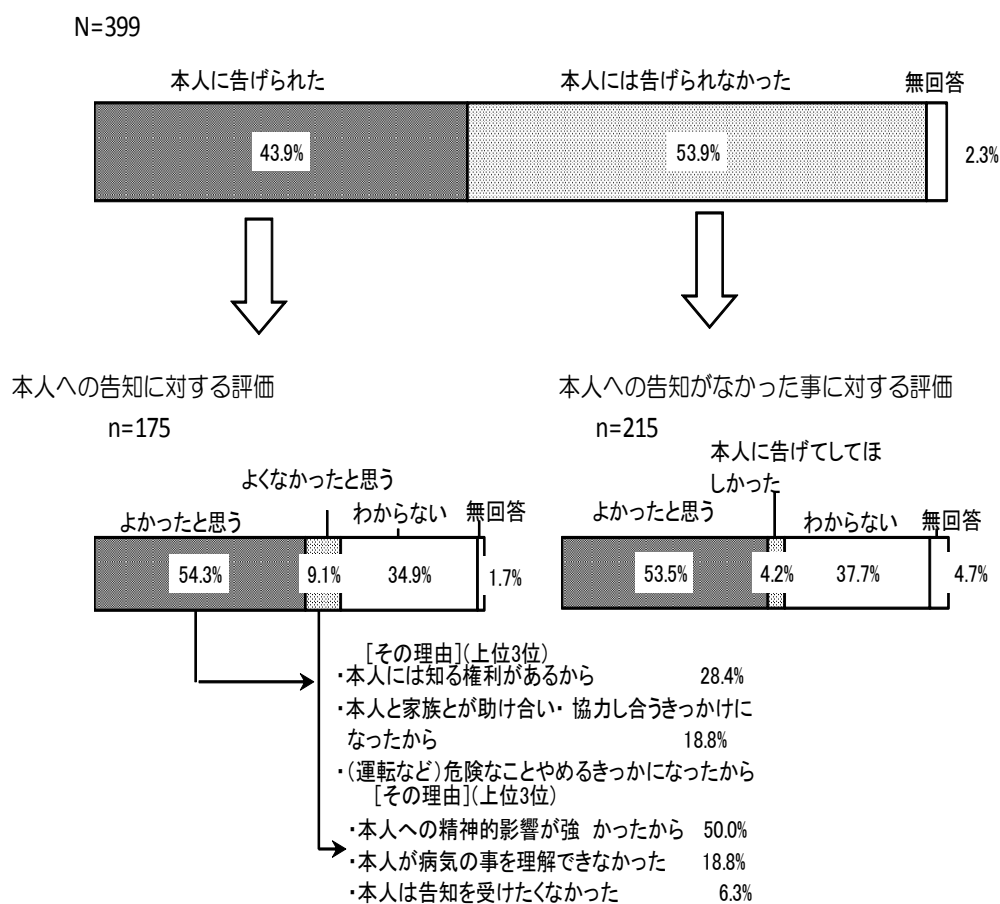 N=399
本人に告げられた 本人には告げられなかった 無回答
43.9% 53.9% 2.3%
本人への告知に対する評価
n=175
よくなかったと思う
よかったと思う わからない 無回答
54.3% 9.1% 34.9% 1.7%
本人への告知がなかった事に対する評価
n=215
本人に告げてしてほ
しかった
よかったと思う わからない 無回答
53.5% 4.2% 37.7% 4.7%
[その理由](上位3位)
・本人には知る権利があるから 28.4%
・本人と家族とが助け合い・ 協力し合うきっかけに
なったから 18.8%
・(運転など)危険なことやめるきっかになったから
[その理由](上位3位)
・本人への精神的影響が強 かったから 50.0%
・本人が病気の事を理解できなかった 18.8%
・本人は告知を受けたくなかった 6.3%